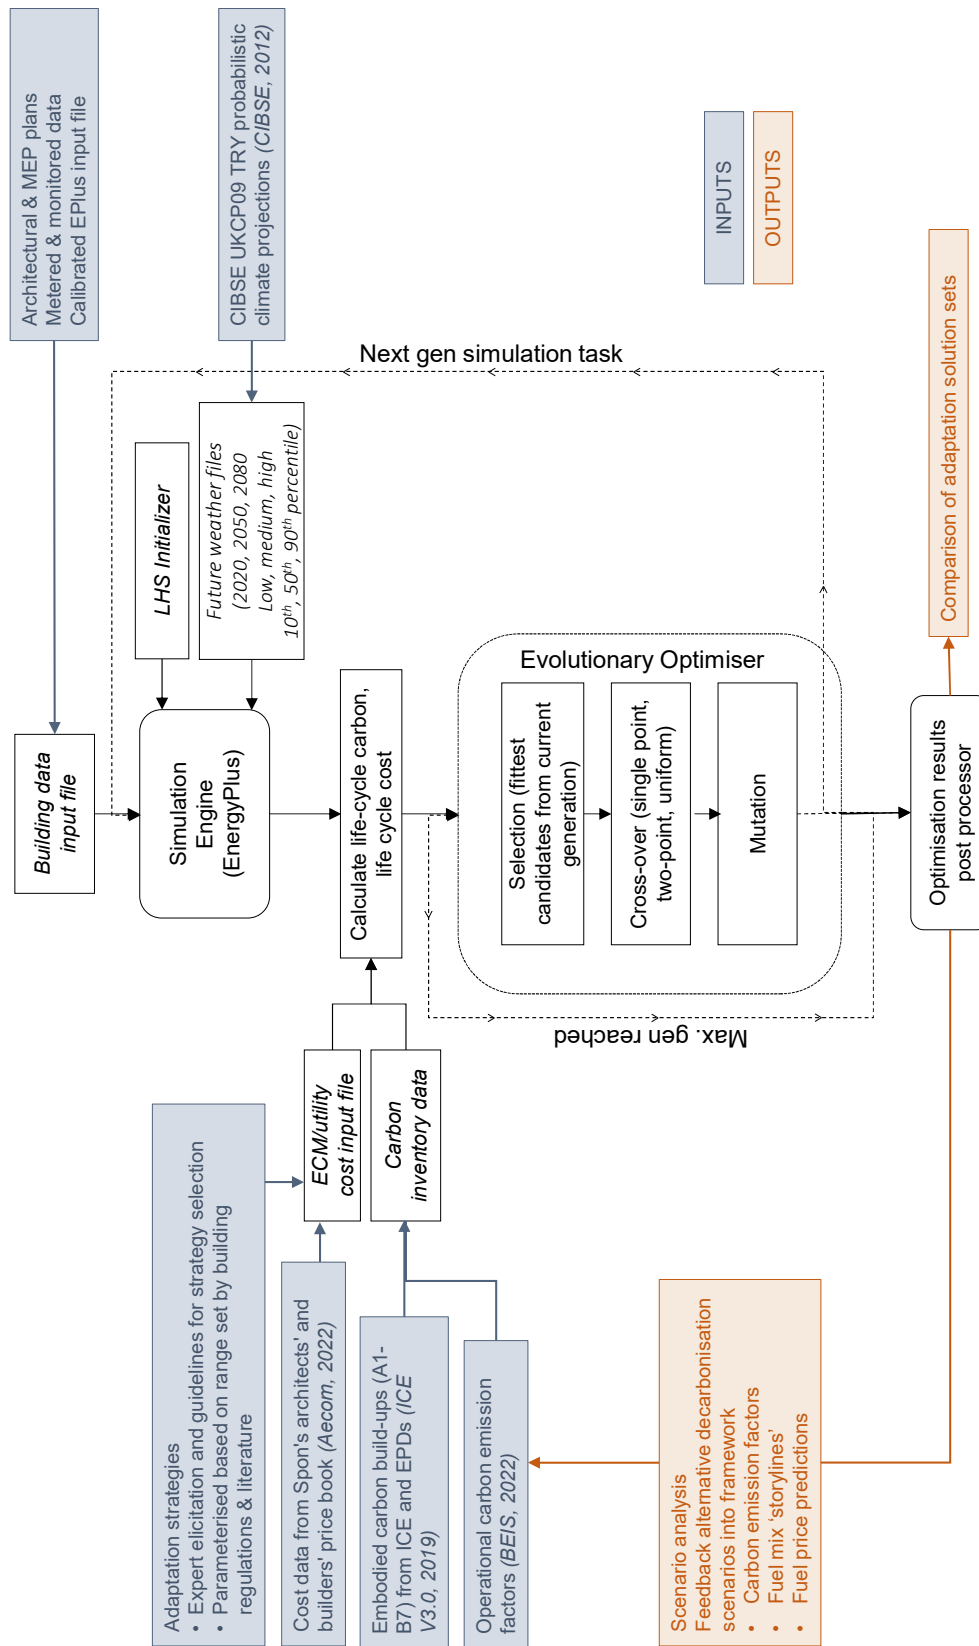 Adaptation strategies
• Expert elicitation and guidelines for strategy selection
• Parameterised based on range set by building
regulations & literature
Cost data from Spon's architects' and
builders' price book (Aecom, 2022)
Embodied carbon build-ups (A1-
B7) from ICE and EPDs (ICE
V3.0, 2019)
Operational carbon emission
factors (BEIS, 2022)
Scenario analysis
Feedback alternative decarbonisation
scenarios into framework
• Carbon emission factors
• Fuel mix ‘storylines’
• Fuel price predictions
ECM/utility
cost input file
Carbon
inventory data
Max. gen reached
Building data
input file
Simulation
Engine
(EnergyPlus)
Calculate life-cycle carbon,
life cycle cost
Evolutionary Optimiser
Selection (fittest
candidates from current
generation)
Cross-over (single point,
two-point, uniform)
Mutation
Optimisation results
post processor
LHS Initializer
Future weather files
(2020, 2050, 2080
Low, medium, high
10th, 50th, 90th percentile)
Next gen simulation task
Architectural & MEP plans
Metered & monitored data
Calibrated EPlus input file
CIBSE UKCP09 TRY probabilistic
climate projections (CIBSE, 2012)
INPUTS
OUTPUTS
Comparison of adaptation solution sets